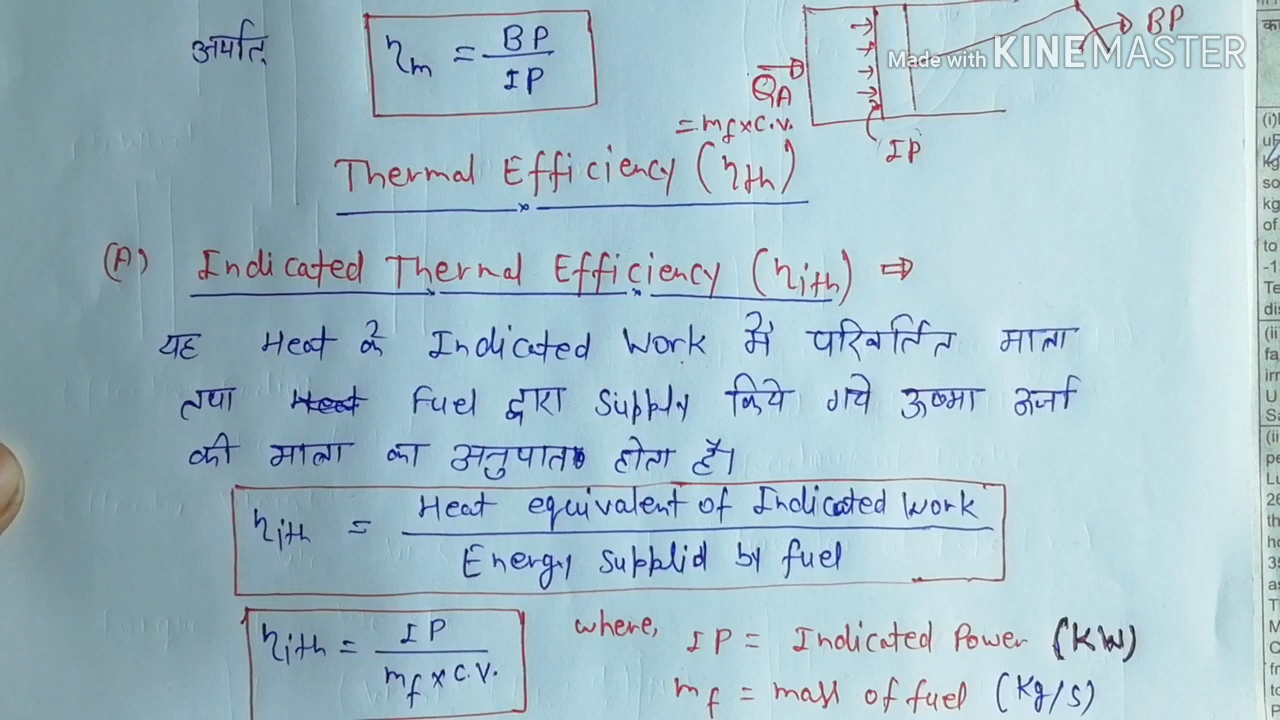 अर्थात्
ηm = BP / IP
BP
Made with KINEMASTER
QA
= mf x C.V.
IP
Thermal Efficiency (ηth)
(A) Indicated Thermal Efficiency (ηith) ⇒
यह Heat के Indicated Work में परिवर्तित मात्रा
तथा Heat Fuel द्वारा Supply किये गये ऊष्मा ऊर्जा
की मात्रा का अनुपात होता है।
ηith = Heat equivalent of Indicated Work / Energy Supplid by fuel
ηith = IP / mf x C.V.
where, IP = Indicated Power (KW)
mf = mass of fuel (Kg/s)